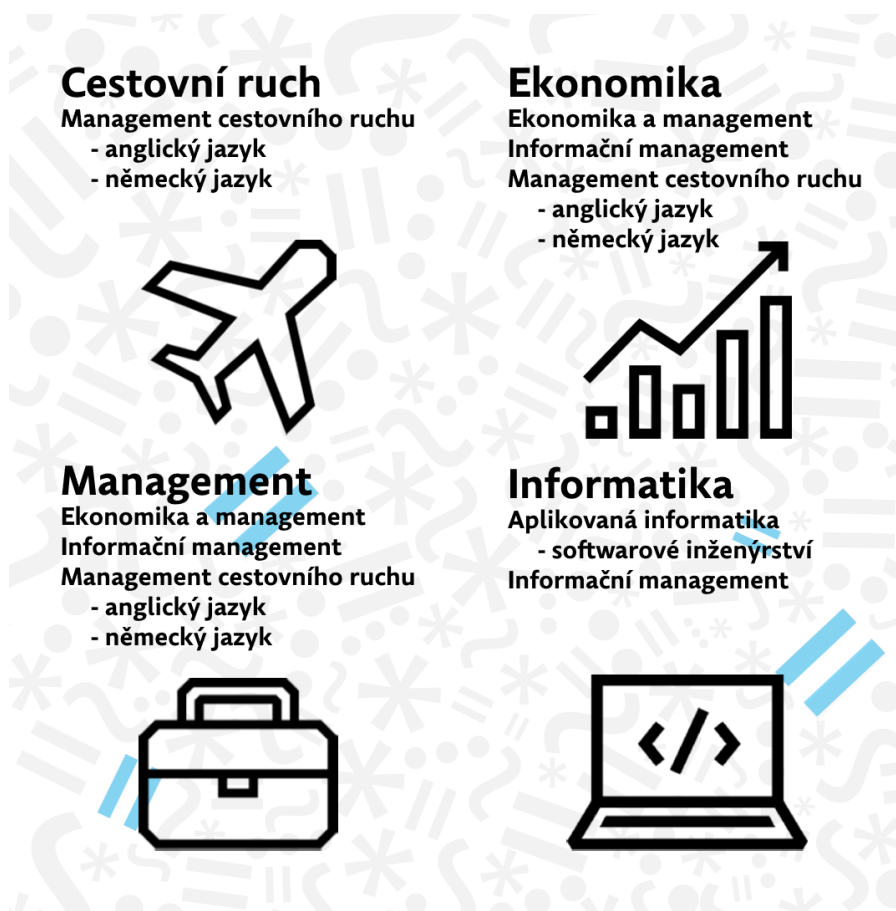 Cestovní ruch
Management cestovního ruchu
- anglický jazyk
- německý jazyk
Ekonomika
Ekonomika a management
Informační management
Management cestovního ruchu
- anglický jazyk
- německý jazyk
Management
Ekonomika a management
Informační management
Management cestovního ruchu
- anglický jazyk
- německý jazyk
Informatika
Aplikovaná informatika
- softwarové inženýrství
Informační management